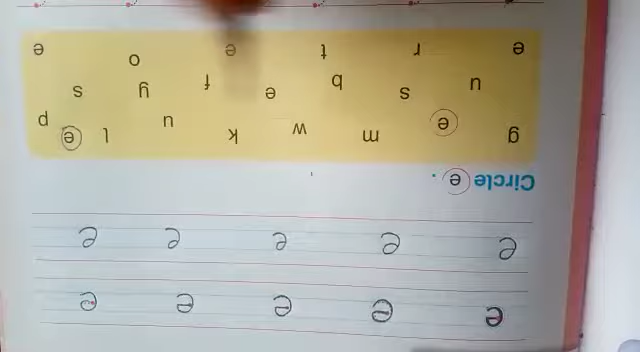 e e e e e
e e e e e
Circle e .
g e m w k u l e p
u s b e f y s
e r t e o e